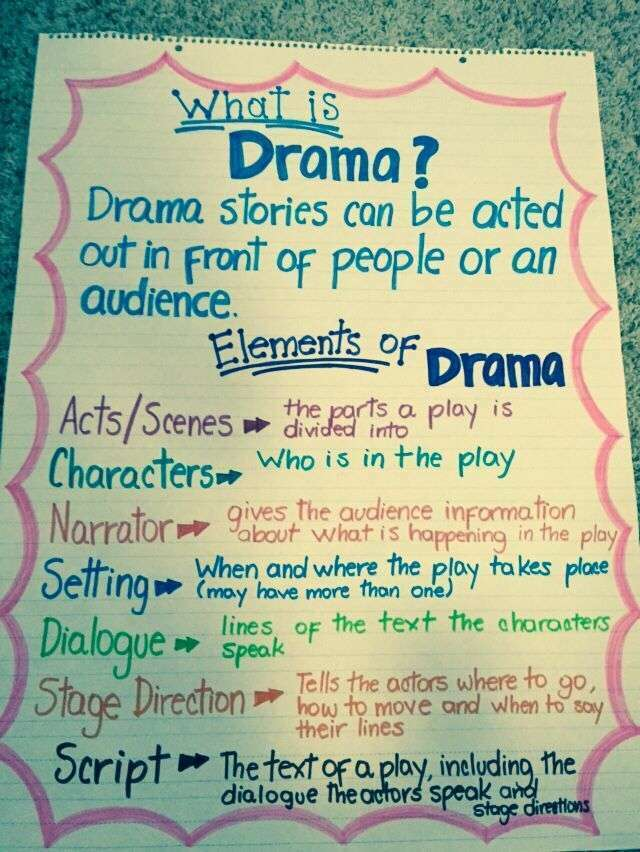 What is
Drama?
Drama stories can be acted
out in front of people or an
audience.
Elements of Drama
Acts/Scenes ➡ the parts a play is
divided into
Characters ➡ Who is in the play
Narrator ➡ gives the audience information
about what is happening in the play
Setting ➡ When and where the play takes place
(may have more than one)
Dialogue ➡ lines of the text the characters
speak
Stage Direction ➡ Tells the actors where to go,
how to move and when to say
their lines
Script ➡ The text of a play, including the
dialogue the actors speak and
stage directions